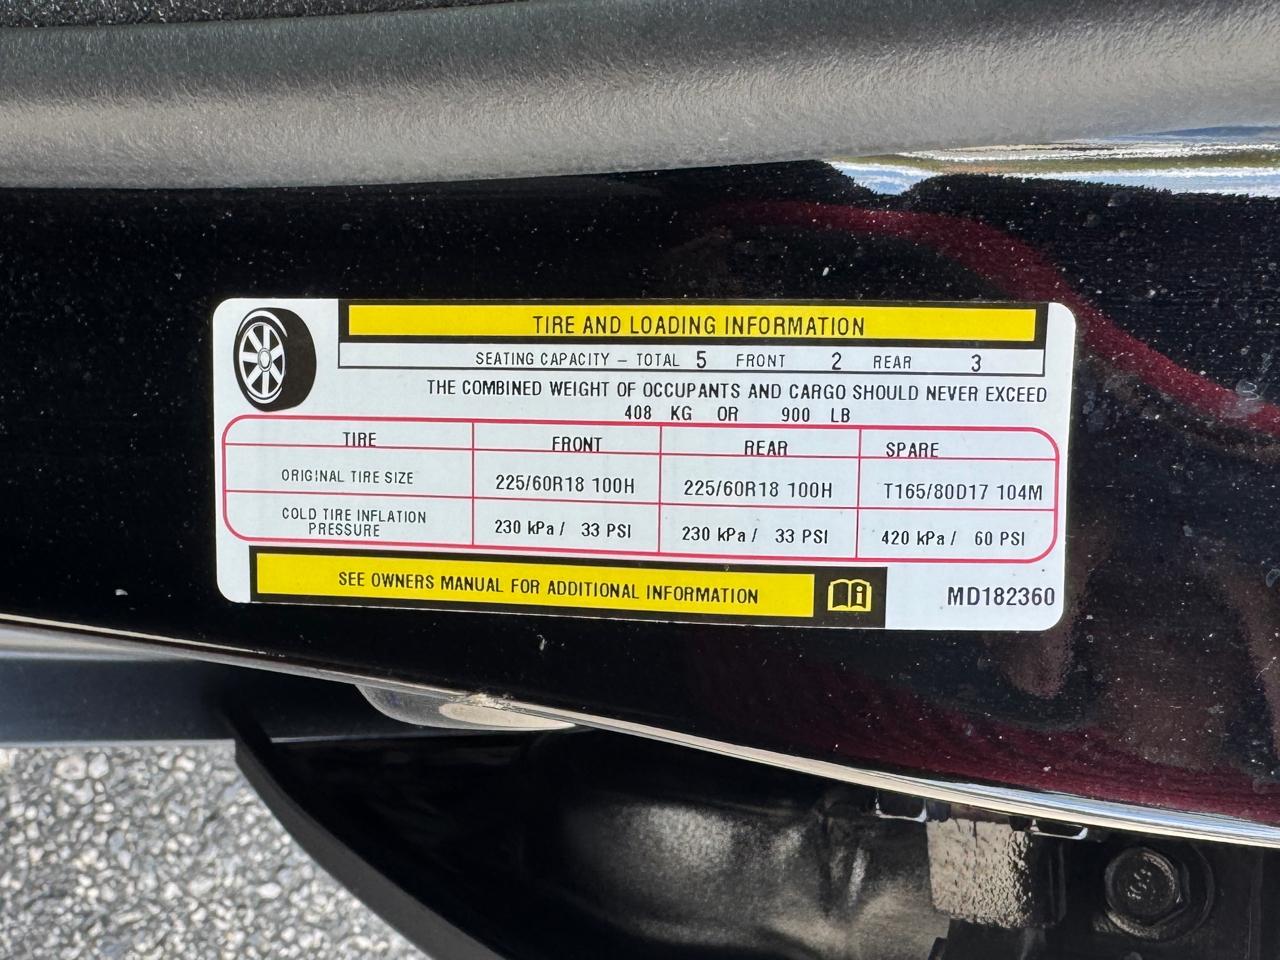 TIRE AND LOADING INFORMATION
SEATING CAPACITY – TOTAL 5 FRONT 2 REAR 3
THE COMBINED WEIGHT OF OCCUPANTS AND CARGO SHOULD NEVER EXCEED
408 KG OR 900 LB
TIRE FRONT REAR SPARE
ORIGINAL TIRE SIZE 225/60R18 100H 225/60R18 100H T165/80D17 104M
COLD TIRE INFLATION
PRESSURE 230 kPa / 33 PSI 230 kPa / 33 PSI 420 kPa / 60 PSI
SEE OWNERS MANUAL FOR ADDITIONAL INFORMATION
MD182360